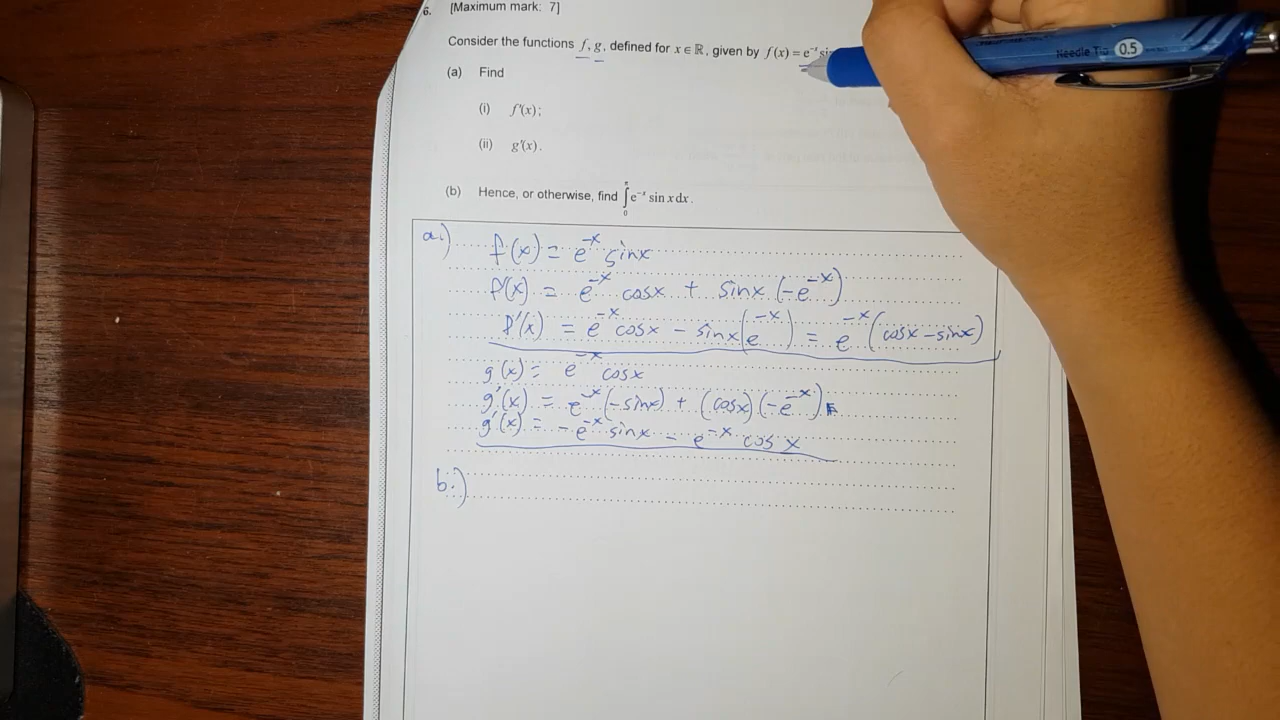 6. [Maximum mark: 7]
Consider the functions f, g, defined for x ∈ ℝ, given by f(x) = e⁻ˣ
(a) Find
(i) f′(x);
(ii) g′(x).
(b) Hence, or otherwise, find ∫₀^π e⁻ˣ sin x dx.
a.) f(x) = e⁻ˣ sinx
f′(x) = e⁻ˣ cosx + sinx (-e⁻ˣ)
f′(x) = e⁻ˣ cosx - sinx(e⁻ˣ) = e⁻ˣ (cosx - sinx)
g(x) = e⁻ˣ cosx
g′(x) = e⁻ˣ(-sinx) + (cosx)(-e⁻ˣ)
g′(x) = - e⁻ˣ sinx - e⁻ˣ cos x
b.)
Needle Tip 0.5